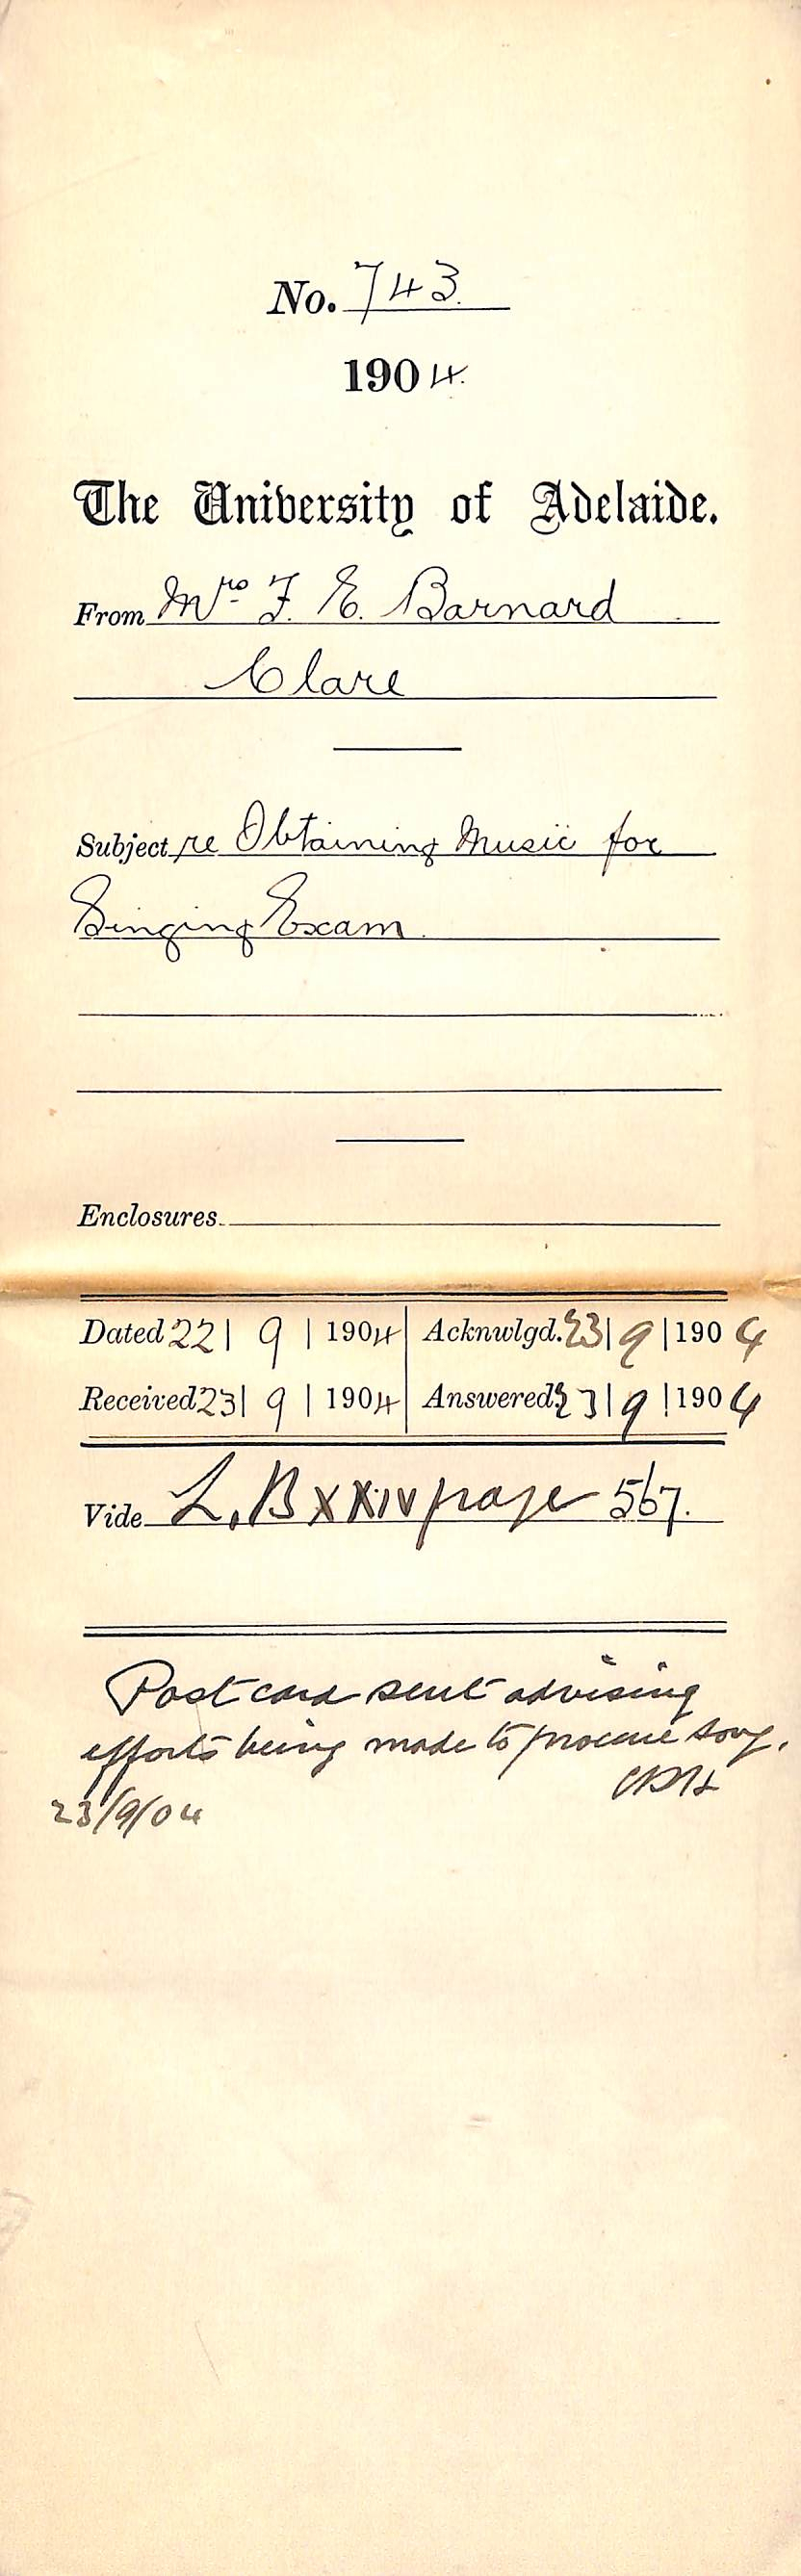 No. 743.
1904.
The University of Adelaide.
From Mrs. F. E. Barnard
Clare
Subject re Obtaining Music for
Singing Exam.
Enclosures.
Dated 22 | 9 | 1904 Acknwlgd. 23 | 9 | 1904
Received 23 | 9 | 1904 Answered 23 | 9 | 1904
Vide L. B XXIV page 567.
Post card sent advising
efforts being made to procure song.
23/9/04